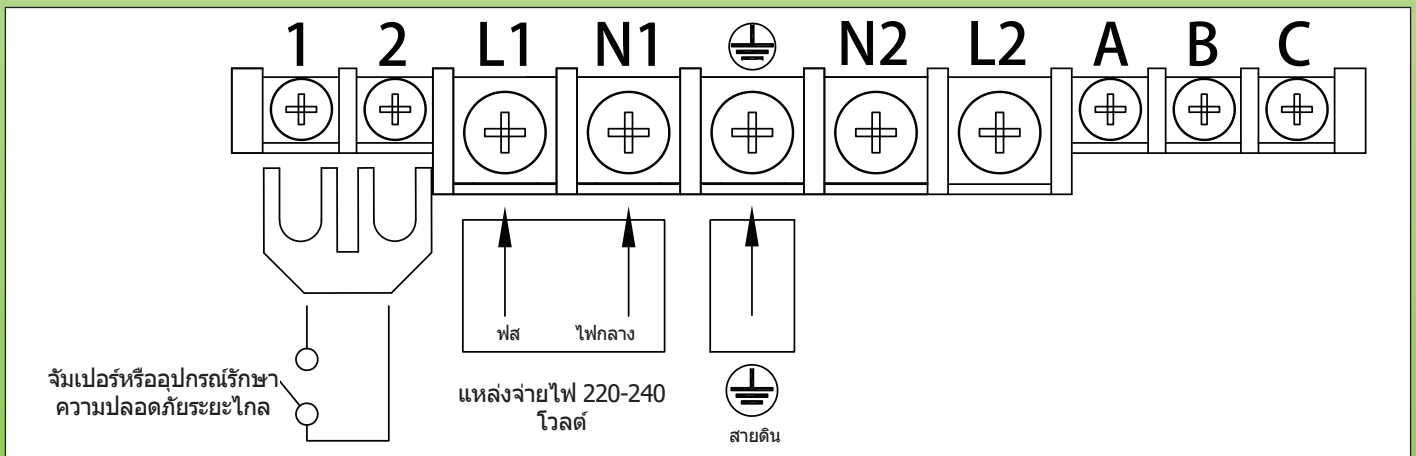 1 2 L1 N1 N2 L2 A B C
ฟส ไฟกลาง
จัมเปอร์หรืออุปกรณ์รักษา
ความปลอดภัยระยะไกล
แหล่งจ่ายไฟ 220-240
โวลต์
สายดิน